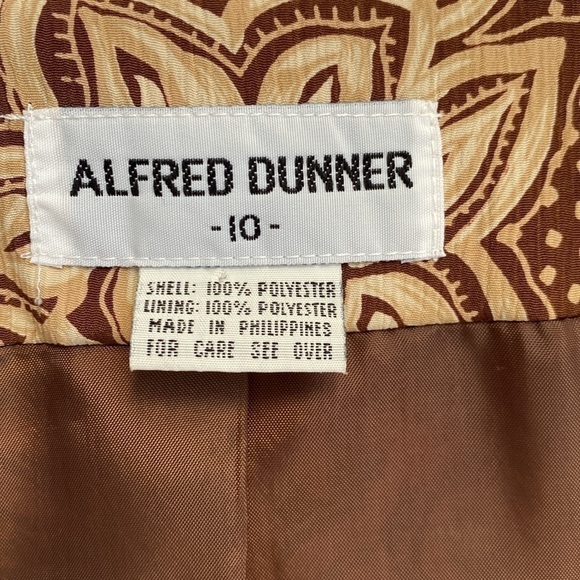 ALFRED DUNNER
-10-
SHELL: 100% POLYESTER
LINING: 100% POLYESTER
MADE IN PHILIPPINES
FOR CARE SEE OVER